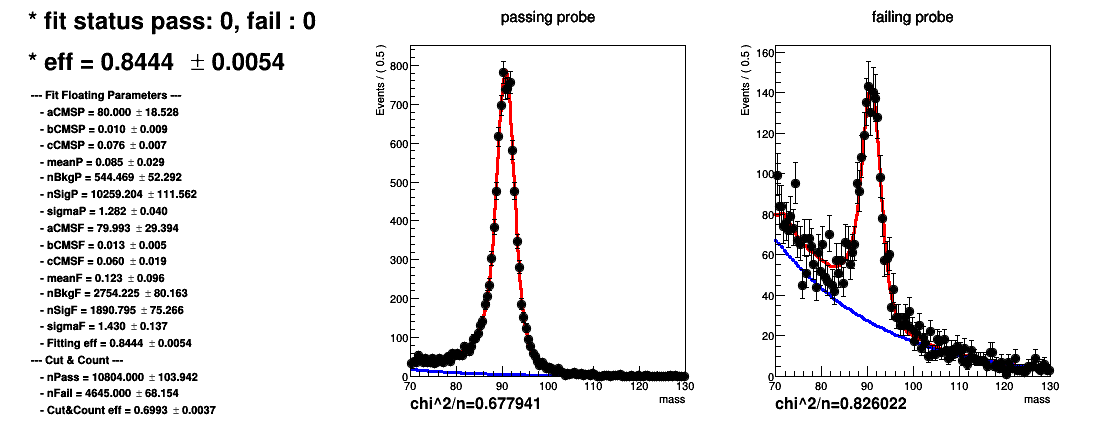 * fit status pass: 0, fail : 0
* eff = 0.8444 ± 0.0054
--- Fit Floating Parameters ---
- aCMSP = 80.000 ± 18.528
- bCMSP = 0.010 ± 0.009
- cCMSP = 0.076 ± 0.007
- meanP = 0.085 ± 0.029
- nBkgP = 544.469 ± 52.292
- nSigP = 10259.204 ± 111.562
- sigmaP = 1.282 ± 0.040
- aCMSF = 79.993 ± 29.394
- bCMSF = 0.013 ± 0.005
- cCMSF = 0.060 ± 0.019
- meanF = 0.123 ± 0.096
- nBkgF = 2754.225 ± 80.163
- nSigF = 1890.795 ± 75.266
- sigmaF = 1.430 ± 0.137
- Fitting eff = 0.8444 ± 0.0054
--- Cut & Count ---
- nPass = 10804.000 ± 103.942
- nFail = 4645.000 ± 68.154
- Cut&Count eff = 0.6993 ± 0.0037
passing probe
Events / ( 0.5 )
800
700
600
500
400
300
200
100
0
70 80 90 100 110 120 130
mass
chi^2/n=0.677941
failing probe
Events / ( 0.5 )
160
140
120
100
80
60
40
20
0
70 80 90 100 110 120 130
mass
chi^2/n=0.826022